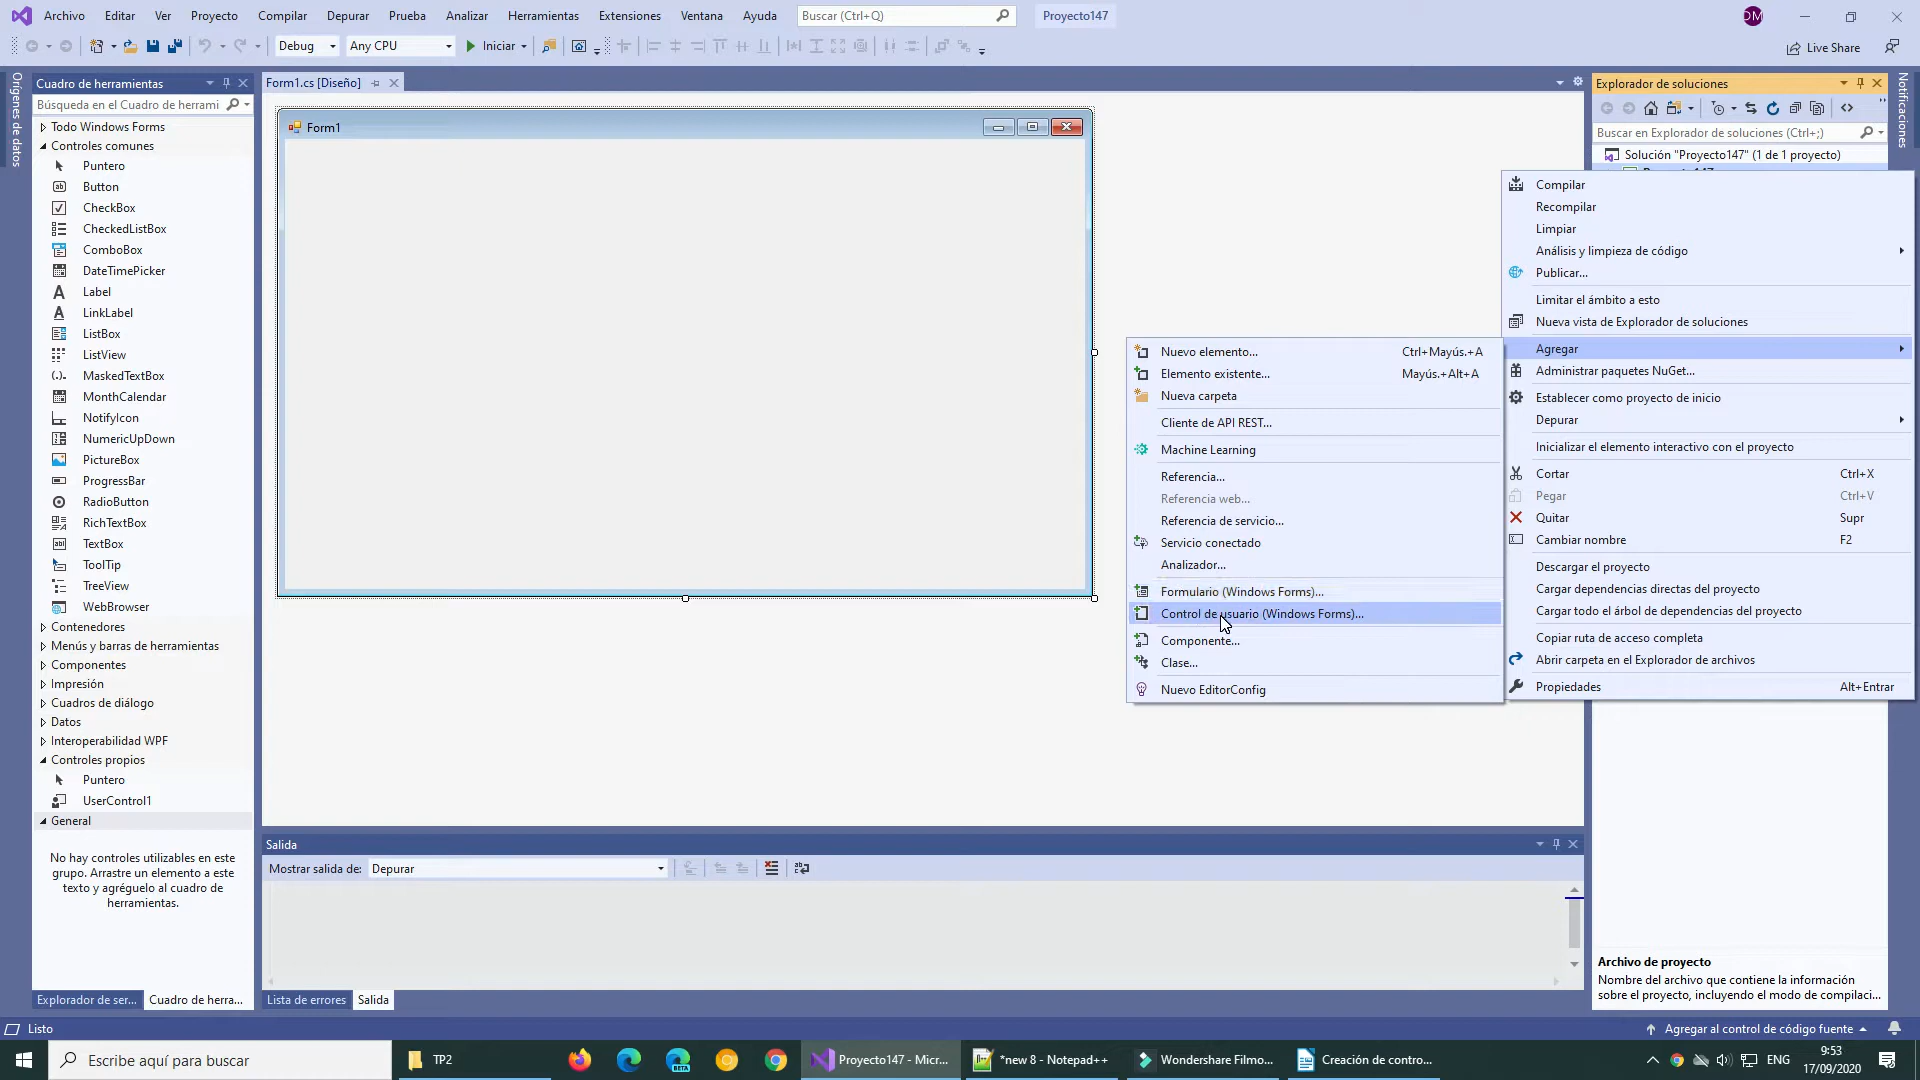 Archivo Editar Ver Proyecto Compilar Depurar Prueba Analizar Herramientas Extensiones Ventana Ayuda Buscar (Ctrl+Q) Proyecto147 DM
Debug Any CPU Iniciar Live Share
Orígenes de datos
Cuadro de herramientas
Búsqueda en el Cuadro de herrami
Todo Windows Forms
Controles comunes
Puntero
Button
CheckBox
CheckedListBox
ComboBox
DateTimePicker
Label
LinkLabel
ListBox
ListView
MaskedTextBox
MonthCalendar
NotifyIcon
NumericUpDown
PictureBox
ProgressBar
RadioButton
RichTextBox
TextBox
ToolTip
TreeView
WebBrowser
Contenedores
Menús y barras de herramientas
Componentes
Impresión
Cuadros de diálogo
Datos
Interoperabilidad WPF
Controles propios
Puntero
UserControl1
General
No hay controles utilizables en este
grupo. Arrastre un elemento a este
texto y agréguelo al cuadro de
herramientas.
Explorador de ser... Cuadro de herra...
Form1.cs [Diseño]
Form1
Nuevo elemento... Ctrl+Mayús.+A
Elemento existente... Mayús.+Alt+A
Nueva carpeta
Cliente de API REST...
Machine Learning
Referencia...
Referencia web...
Referencia de servicio...
Servicio conectado
Analizador...
Formulario (Windows Forms)...
Control de usuario (Windows Forms)...
Componente...
Clase...
Nuevo EditorConfig
Salida
Mostrar salida de: Depurar
Lista de errores Salida
Explorador de soluciones
Buscar en Explorador de soluciones (Ctrl+;)
Solución "Proyecto147" (1 de 1 proyecto)
Compilar
Recompilar
Limpiar
Análisis y limpieza de código
Publicar...
Limitar el ámbito a esto
Nueva vista de Explorador de soluciones
Agregar
Administrar paquetes NuGet...
Establecer como proyecto de inicio
Depurar
Inicializar el elemento interactivo con el proyecto
Cortar Ctrl+X
Pegar Ctrl+V
Quitar Supr
Cambiar nombre F2
Descargar el proyecto
Cargar dependencias directas del proyecto
Cargar todo el árbol de dependencias del proyecto
Copiar ruta de acceso completa
Abrir carpeta en el Explorador de archivos
Propiedades Alt+Entrar
Archivo de proyecto
Nombre del archivo que contiene la información
sobre el proyecto, incluyendo el modo de compilaci...
Notificaciones
Listo Agregar al control de código fuente
Escribe aquí para buscar TP2 BETA Proyecto147 - Micr... *new 8 - Notepad++ Wondershare Filmo... Creación de contro... ENG 9:53
17/09/2020